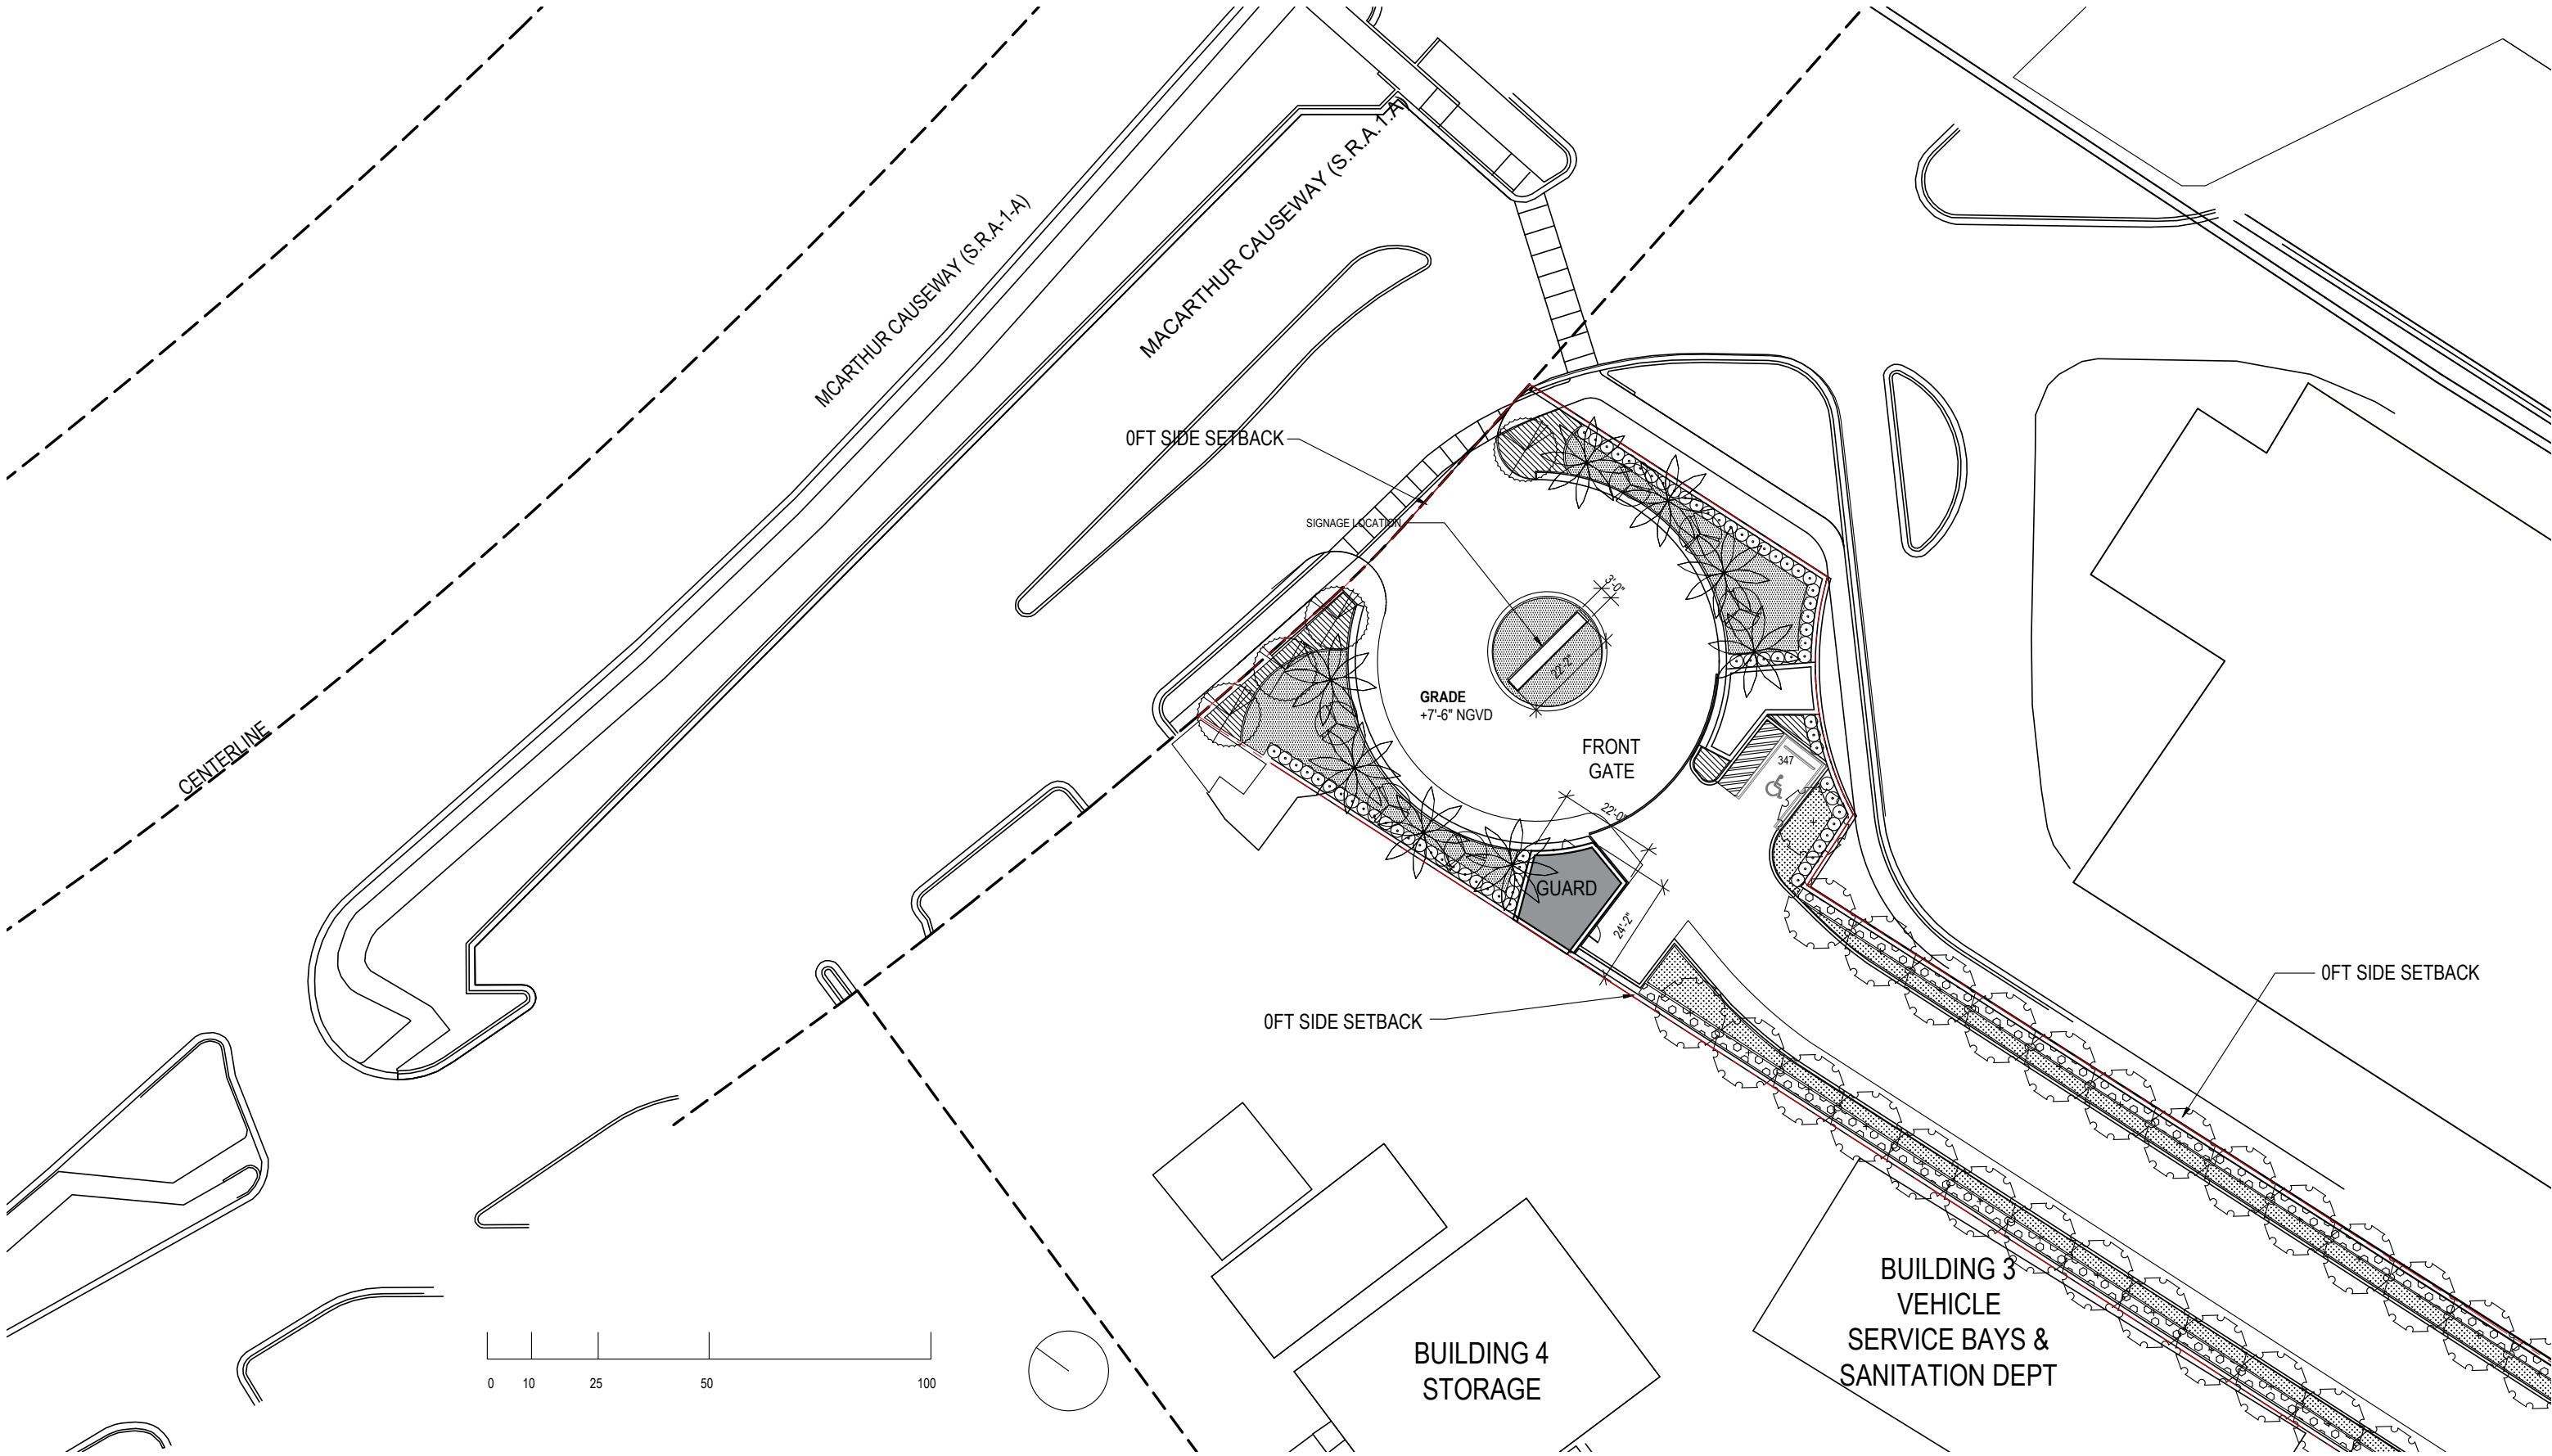 MCARTHUR CAUSEWAY (S.R.A-1-A)
MACARTHUR CAUSEWAY (S.R.A.1.A)
0FT SIDE SETBACK
SIGNAGE LOCATION
3'-0"
22'-2"
GRADE
+7'-6" NGVD
FRONT
GATE
347
CENTERLINE
22'-0"
GUARD
24'-2"
0FT SIDE SETBACK
0FT SIDE SETBACK
BUILDING 3
VEHICLE
SERVICE BAYS &
SANITATION DEPT
BUILDING 4
STORAGE
0 10 25 50 100